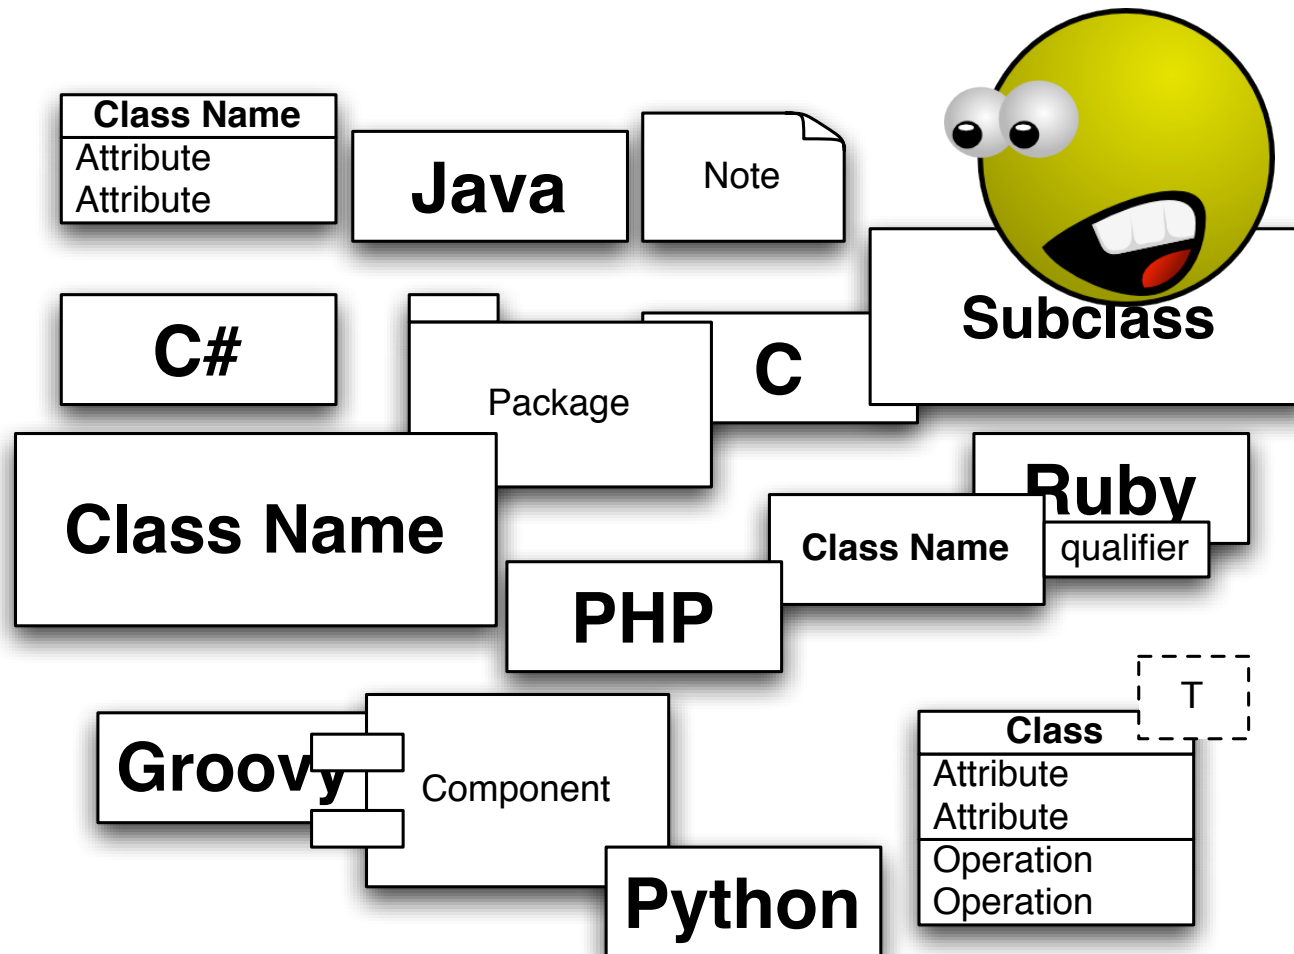 Class Name
Attribute
Attribute
Java
Note
Subclass
C#
Package
C
Class Name
Ruby
Class Name
qualifier
PHP
T
Groovy
Component
Class
Attribute
Attribute
Operation
Operation
Python